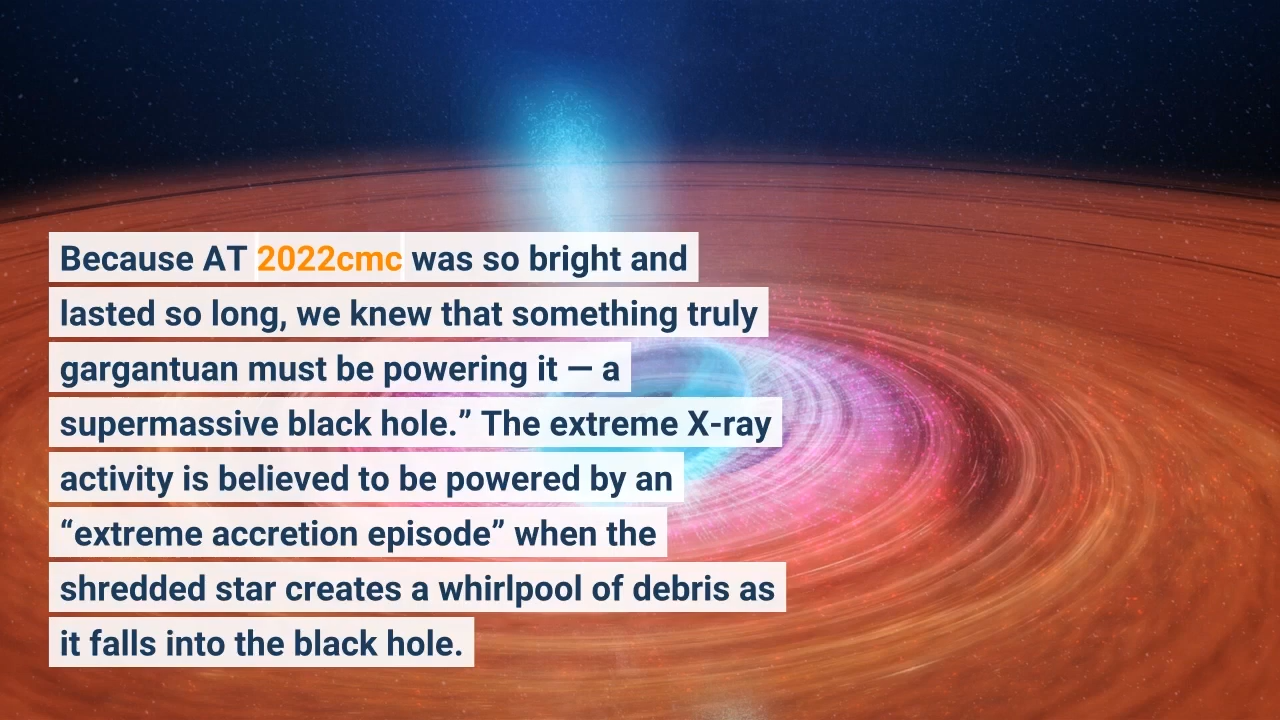 Because AT 2022cmc was so bright and
lasted so long, we knew that something truly
gargantuan must be powering it — a
supermassive black hole.” The extreme X-ray
activity is believed to be powered by an
“extreme accretion episode” when the
shredded star creates a whirlpool of debris as
it falls into the black hole.